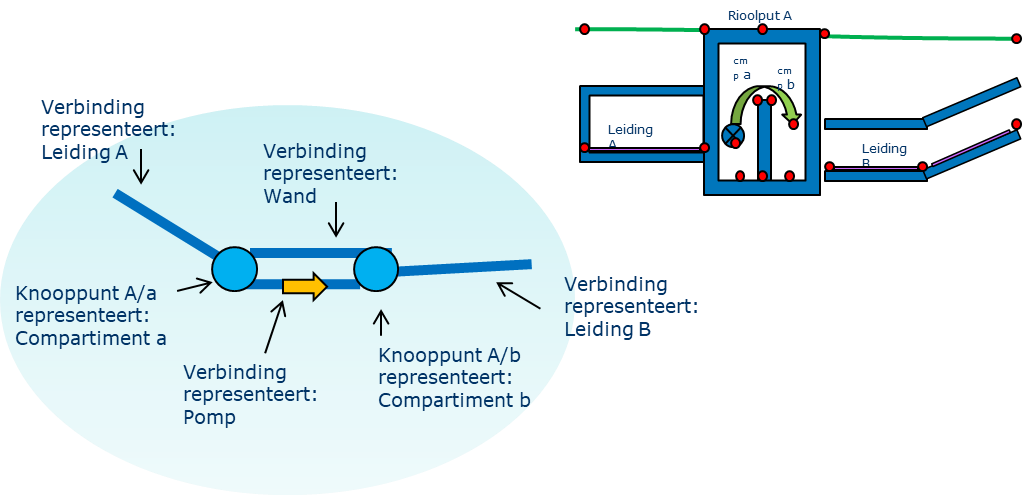 Rioolput A
cm
p a
cm
p b
Leiding
A
Leiding
B
Verbinding
representeert:
Leiding A
Verbinding
representeert:
Wand
Knooppunt A/a
representeert:
Compartiment a
Verbinding
representeert:
Pomp
Knooppunt A/b
representeert:
Compartiment b
Verbinding
representeert:
Leiding B